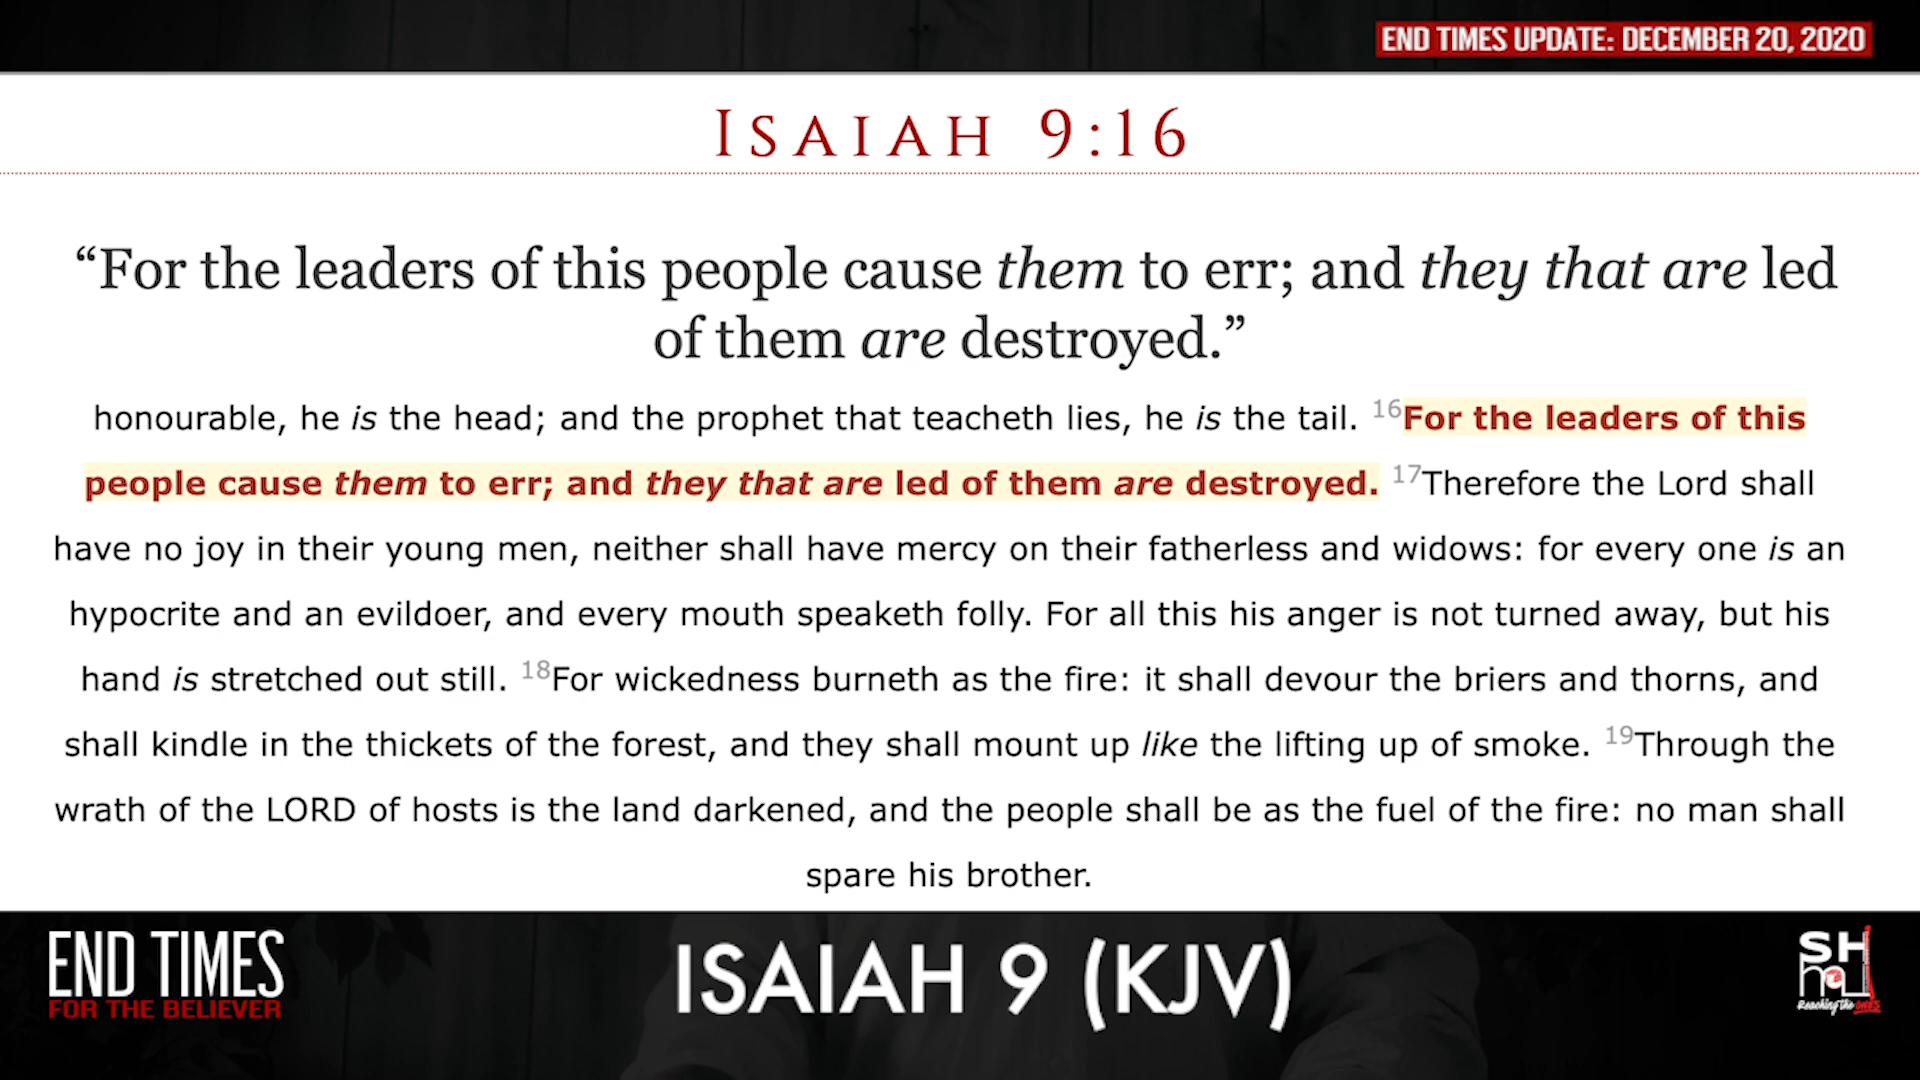 END TIMES UPDATE: DECEMBER 20, 2020
ISAIAH 9:16
“For the leaders of this people cause them to err; and they that are led
of them are destroyed.”
honourable, he is the head; and the prophet that teacheth lies, he is the tail. 16For the leaders of this
people cause them to err; and they that are led of them are destroyed. 17Therefore the Lord shall
have no joy in their young men, neither shall have mercy on their fatherless and widows: for every one is an
hypocrite and an evildoer, and every mouth speaketh folly. For all this his anger is not turned away, but his
hand is stretched out still. 18For wickedness burneth as the fire: it shall devour the briers and thorns, and
shall kindle in the thickets of the forest, and they shall mount up like the lifting up of smoke. 19Through the
wrath of the LORD of hosts is the land darkened, and the people shall be as the fuel of the fire: no man shall
spare his brother.
END TIMES
FOR THE BELIEVER
ISAIAH 9 (KJV)
SH
Reaching the ONES